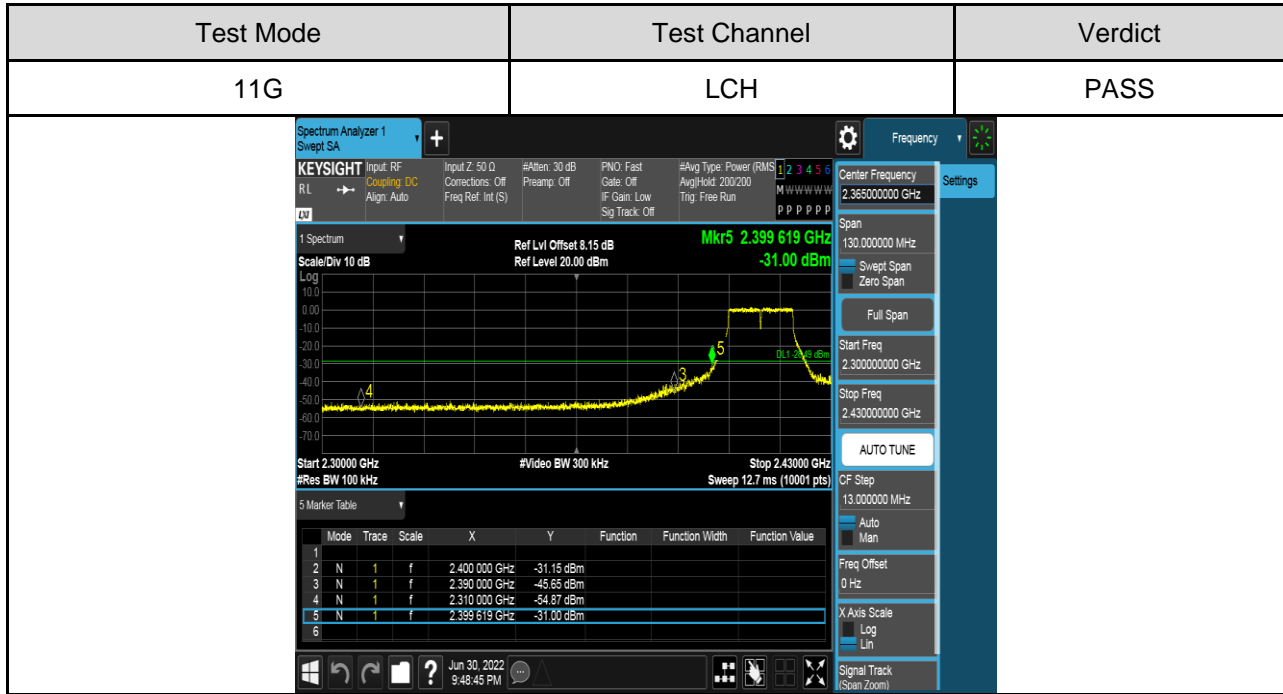 Test Mode Test Channel Verdict
11G LCH PASS
Spectrum Analyzer 1
Swept SA
+
Frequency
KEYSIGHT Input: RF Input Z: 50 Ω #Atten: 30 dB PNO: Fast #Avg Type: Power (RMS 1 2 3 4 5 6
RL Coupling: DC Corrections: Off Preamp: Off Gate: Off Avg|Hold: 200/200 M W W W W W
Align: Auto Freq Ref: Int (S) IF Gain: Low Trig: Free Run
LXI Sig Track: Off P P P P P P
1 Spectrum Ref Lvl Offset 8.15 dB Mkr5 2.399 619 GHz
Scale/Div 10 dB Ref Level 20.00 dBm -31.00 dBm
Log
10.0
0.00
-10.0
-20.0
-30.0
-40.0
-50.0
-60.0
-70.0
5
DL1 -28.49 dBm
3
4
Start 2.30000 GHz #Video BW 300 kHz Stop 2.43000 GHz
#Res BW 100 kHz Sweep 12.7 ms (10001 pts)
5 Marker Table
Mode Trace Scale X Y Function Function Width Function Value
1
2 N 1 f 2.400 000 GHz -31.15 dBm
3 N 1 f 2.390 000 GHz -45.65 dBm
4 N 1 f 2.310 000 GHz -54.87 dBm
5 N 1 f 2.399 619 GHz -31.00 dBm
6
?
Jun 30, 2022
9:48:45 PM
Center Frequency
2.365000000 GHz
Settings
Span
130.000000 MHz
Swept Span
Zero Span
Full Span
Start Freq
2.300000000 GHz
Stop Freq
2.430000000 GHz
AUTO TUNE
CF Step
13.000000 MHz
Auto
Man
Freq Offset
0 Hz
X Axis Scale
Log
Lin
Signal Track
(Span Zoom)